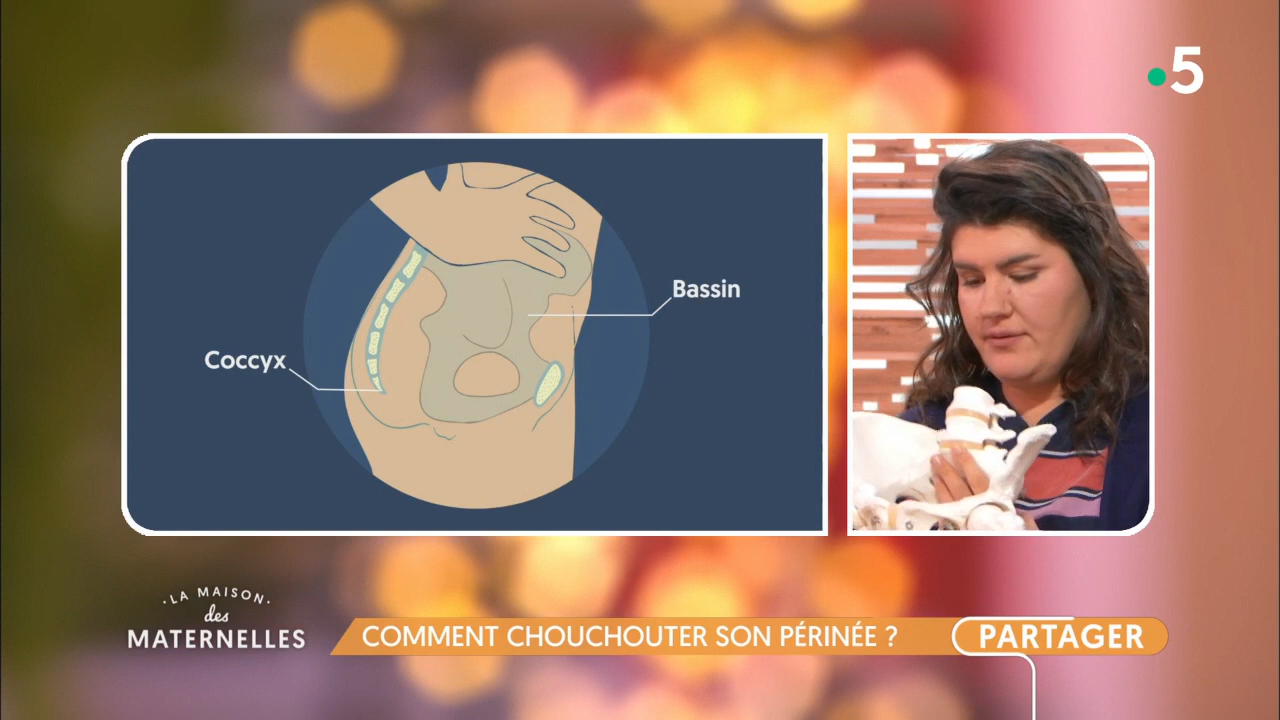 5
Bassin
Coccyx
·LA MAISON·
des
MATERNELLES
COMMENT CHOUCHOUTER SON PÉRINÉE ?
PARTAGER